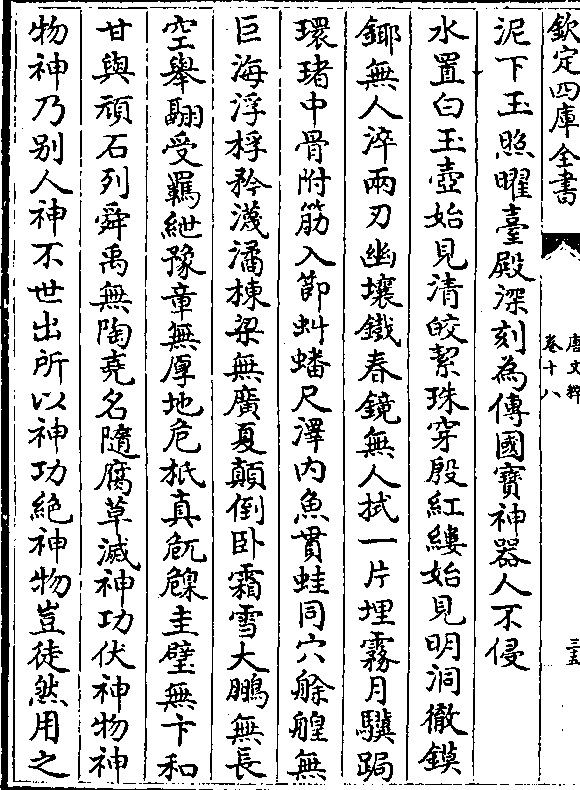 欽定四庫全書
唐文粹
卷十八
三五
泥下玉照曜臺殿深刻為傳國寶神器人不侵
水置白玉壺始見清皎絜珠穿殷紅縷始見明洞徹鏌
鎁無人淬兩刃幽壤鐵舂鏡無人拭一片埋霧月驥跼
環堵中骨附筋入節虯蟠尺澤内魚貫蛙同穴艅艎無
巨海浮桴矜濊潘棟梁無廣夏顛倒卧霜雪大鵬無長
空舉翮受羈紲豫章無厚地危柢真卼臲圭璧無卞和
甘與頑石列舜禹無陶堯名隨腐草滅神功伏神物神
物神乃别人神不世出所以神功絶神物豈徒然用之